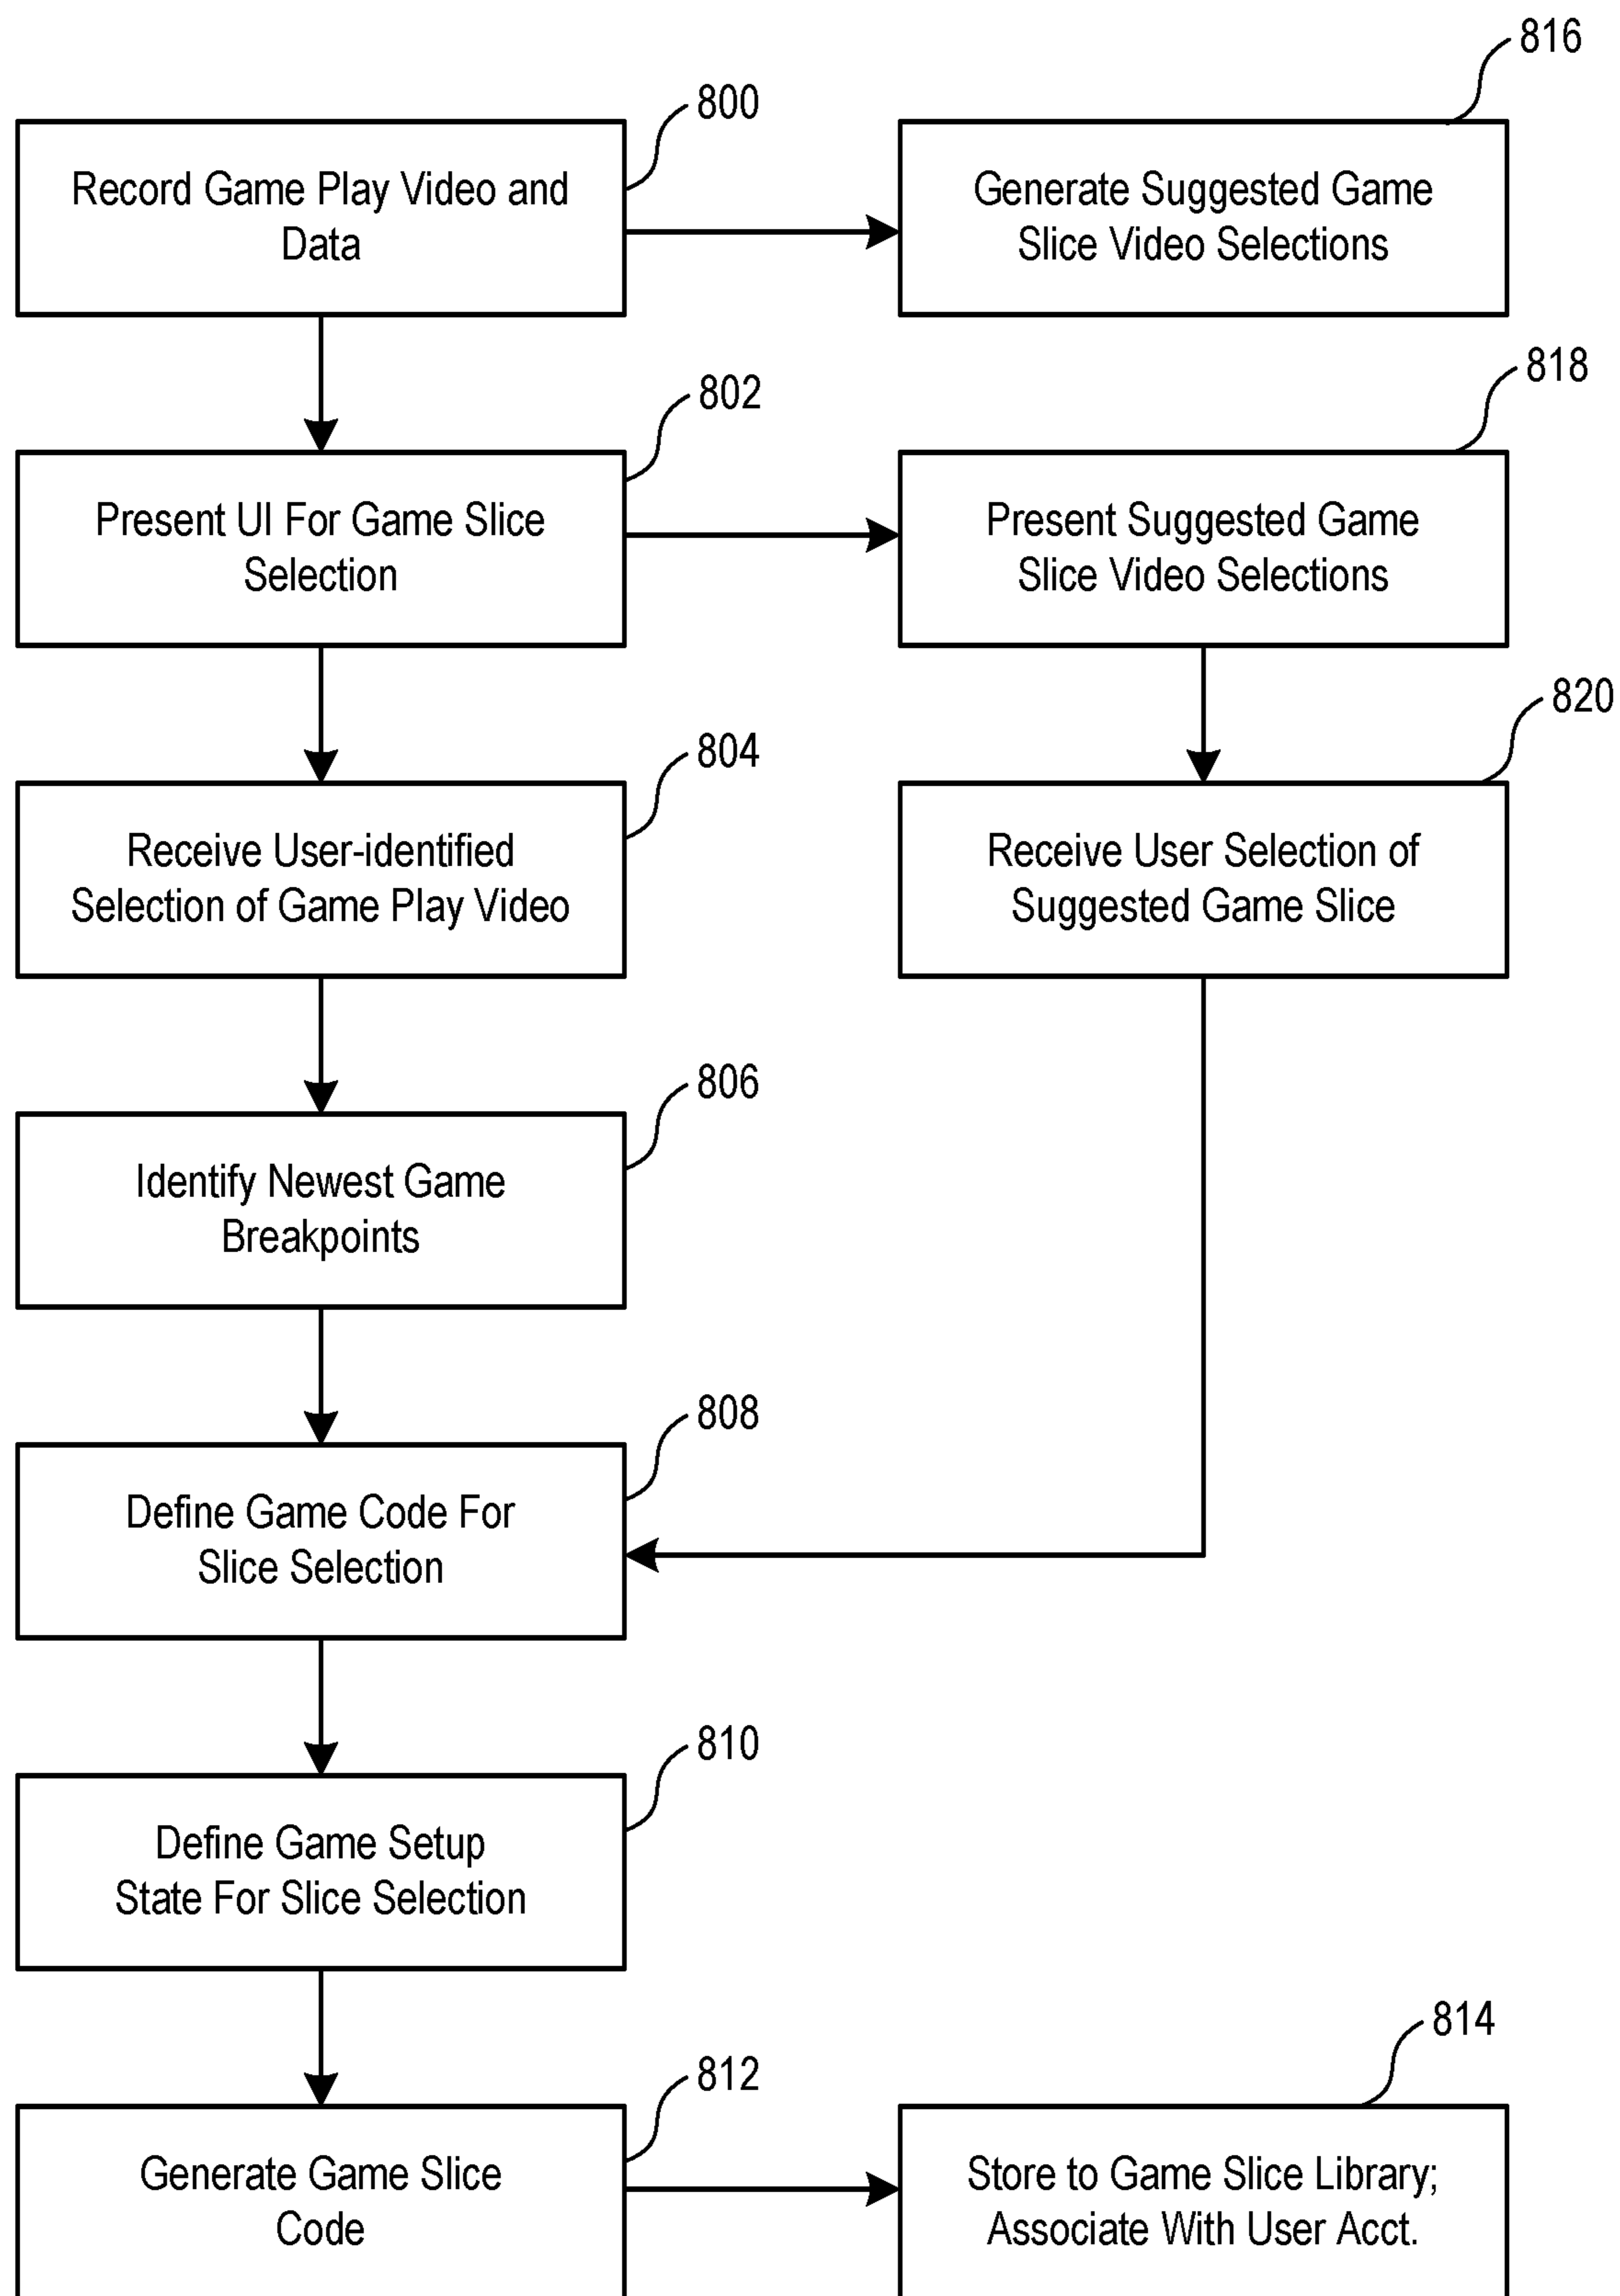 816
800
Record Game Play Video and
Data
Generate Suggested Game
Slice Video Selections
818
802
Present UI For Game Slice
Selection
Present Suggested Game
Slice Video Selections
820
804
Receive User-identified
Selection of Game Play Video
Receive User Selection of
Suggested Game Slice
806
Identify Newest Game
Breakpoints
808
Define Game Code For
Slice Selection
810
Define Game Setup
State For Slice Selection
814
812
Generate Game Slice
Code
Store to Game Slice Library;
Associate With User Acct.